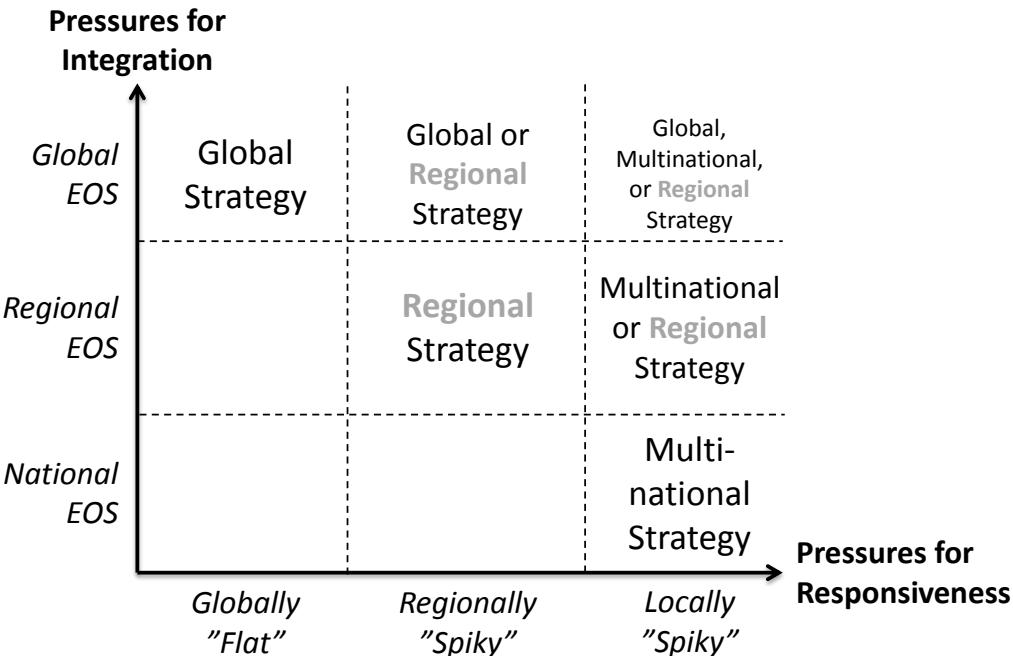 Pressures for
Integration
Global
EOS
Global
Strategy
Global or
Regional
Strategy
Global,
Multinational,
or Regional
Strategy
Regional
EOS
Regional
Strategy
Multinational
or Regional
Strategy
National
EOS
Multi-
national
Strategy
Pressures for
Responsiveness
Globally
”Flat”
Regionally
”Spiky”
Locally
”Spiky”